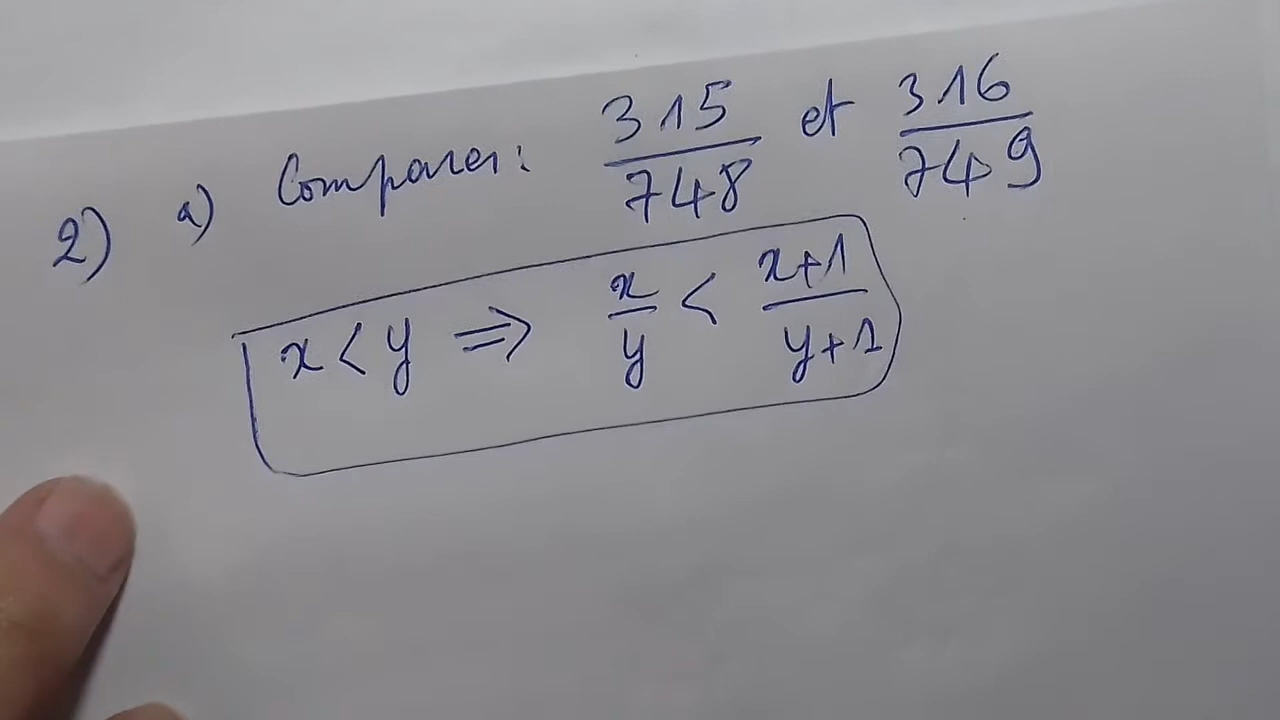 2) a) Comparer : 315/748 et 316/749
x < y ⇒ x/y < x+1/y+1